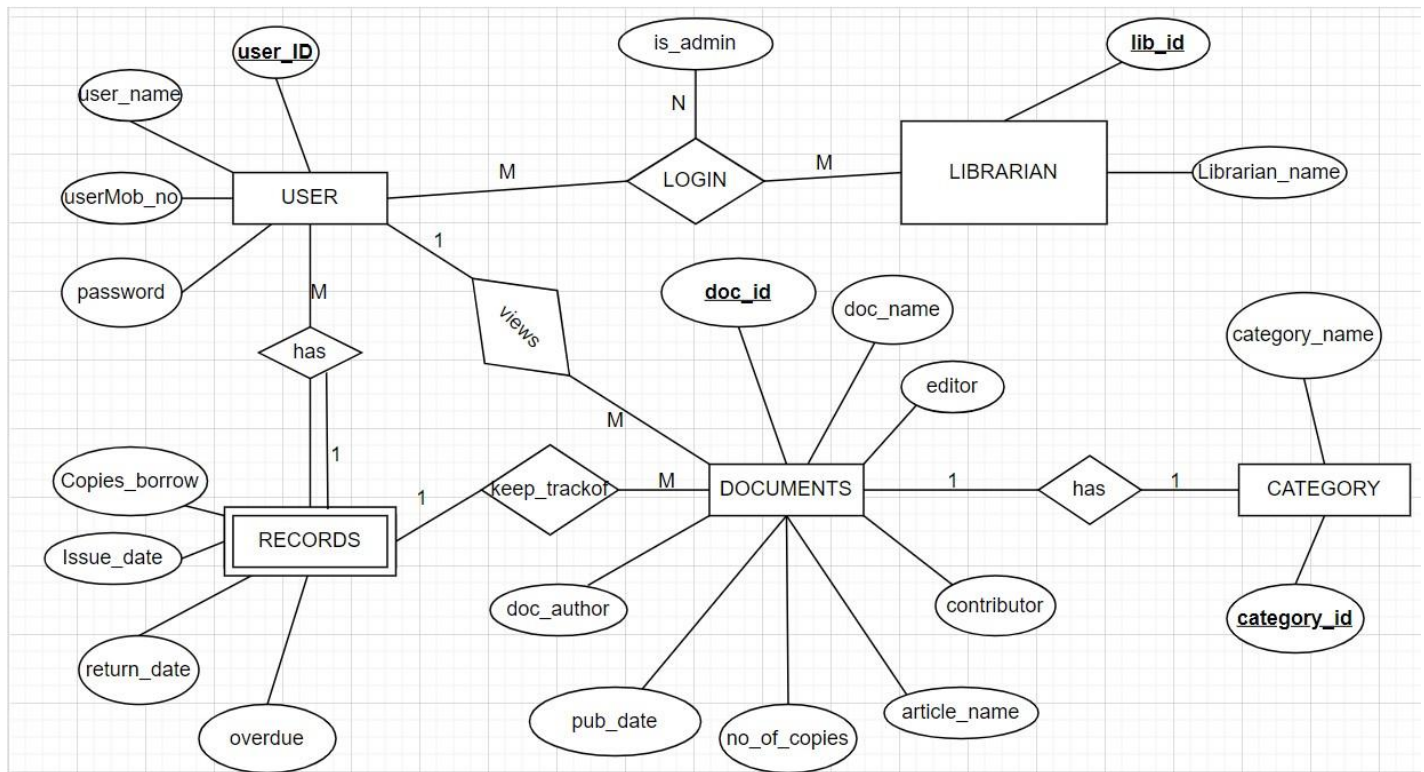 is_admin
lib_id
user_ID
user_name
N
M
M
LIBRARIAN
Librarian_name
LOGIN
userMob_no
USER
1
password
M
doc_id
doc_name
category_name
views
has
editor
M
Copies_borrow
1
1
keep_trackof
M
DOCUMENTS
1
has
1
CATEGORY
RECORDS
Issue_date
doc_author
contributor
category_id
return_date
pub_date
no_of_copies
article_name
overdue